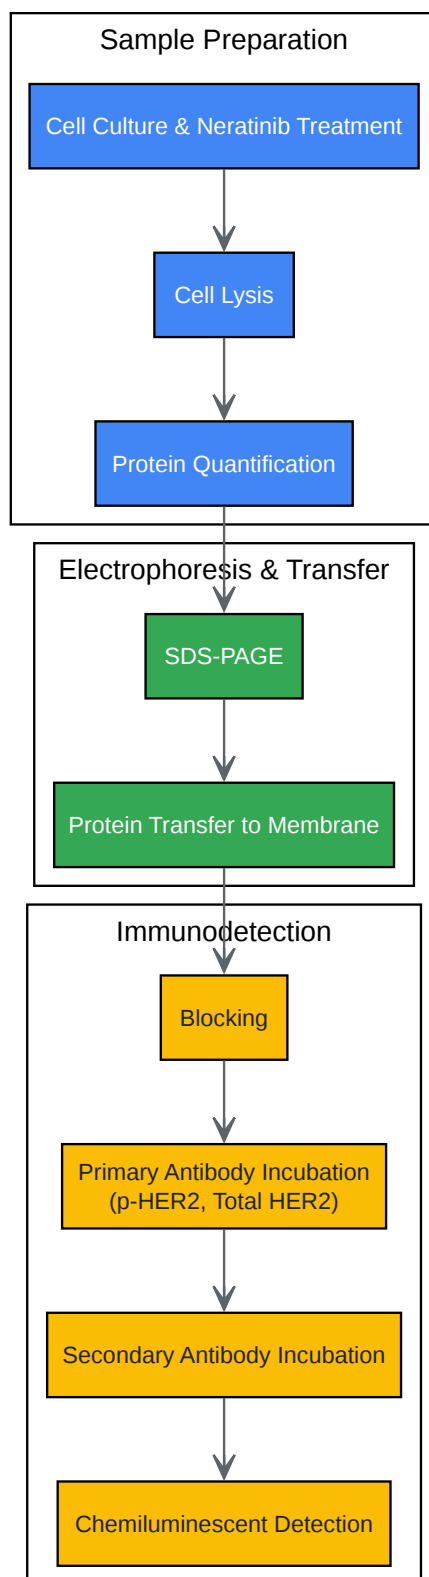 Sample Preparation
Cell Culture & Neratinib Treatment
Cell Lysis
Protein Quantification
Electrophoresis & Transfer
SDS-PAGE
Protein Transfer to Membrane
Immunodetection
Blocking
Primary Antibody Incubation
(p-HER2, Total HER2)
Secondary Antibody Incubation
Chemiluminescent Detection